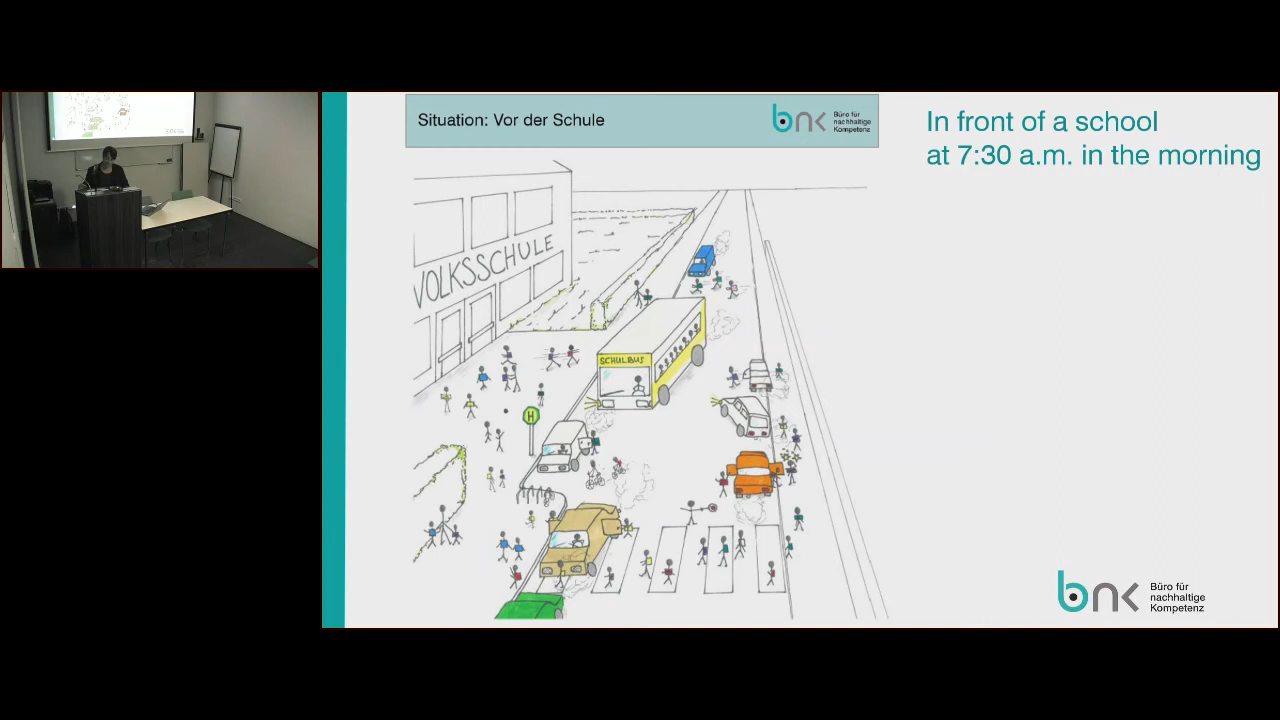 Situation: Vor der Schule
bnk
Büro für
nachhaltige
Kompetenz
In front of a school
at 7:30 a.m. in the morning
VOLKSSCHULE
SCHULBUS
H
bnk
Büro für
nachhaltige
Kompetenz